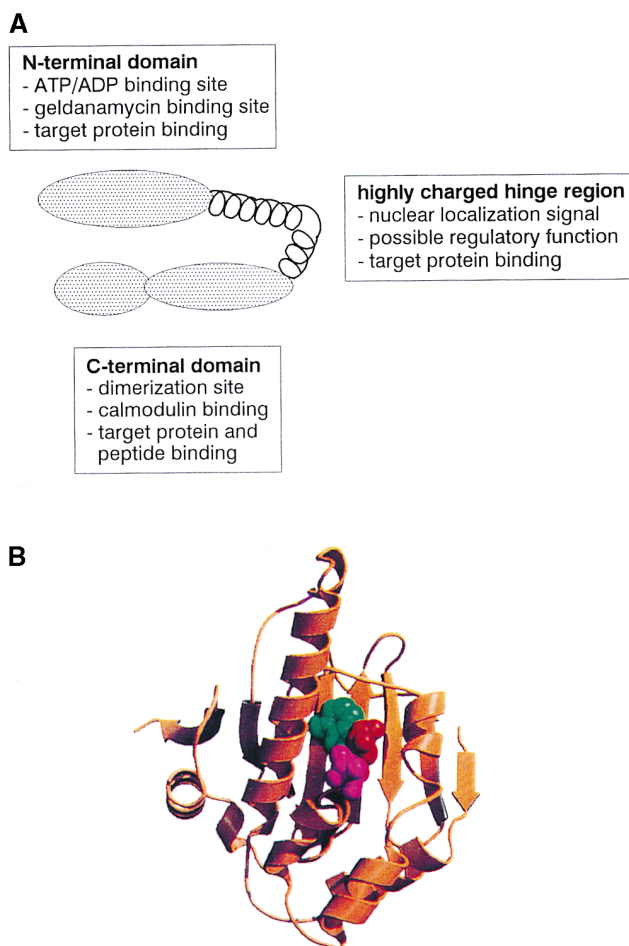 A
N-terminal domain
- ATP/ADP binding site
- geldanamycin binding site
- target protein binding
highly charged hinge region
- nuclear localization signal
- possible regulatory function
- target protein binding
C-terminal domain
- dimerization site
- calmodulin binding
- target protein and
peptide binding
B